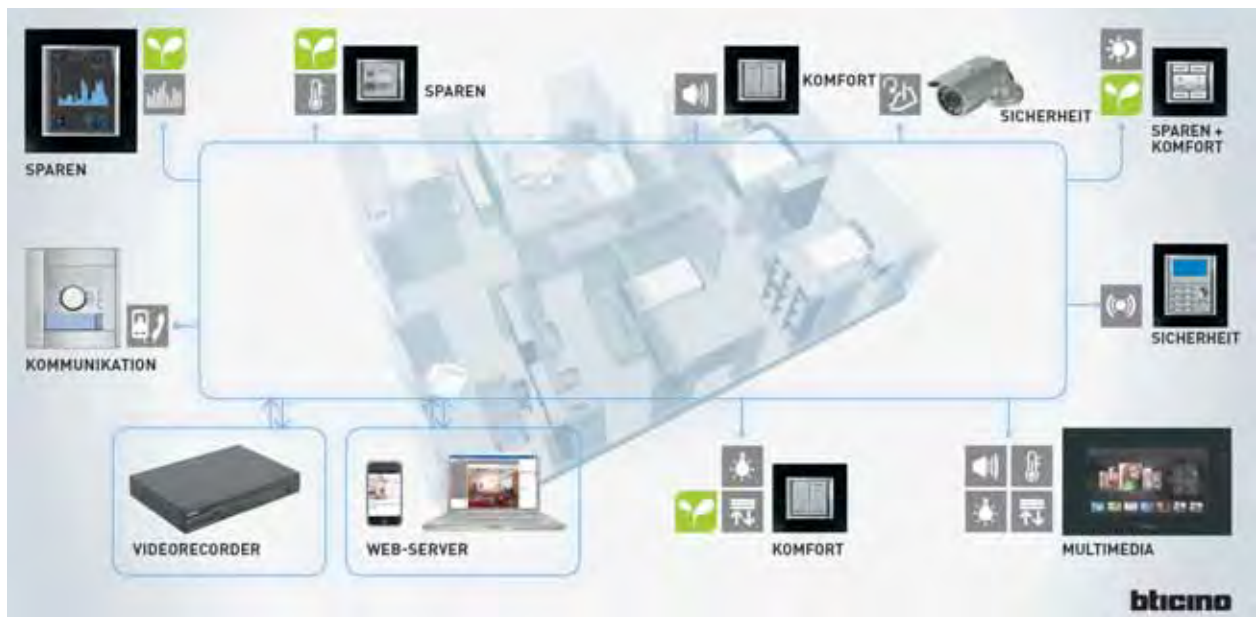 SPAREN
SPAREN
KOMFORT
SICHERHEIT
SPAREN +
KOMFORT
KOMMUNIKATION
SICHERHEIT
VIDEORECORDER
WEB-SERVER
KOMFORT
MULTIMEDIA
bticino